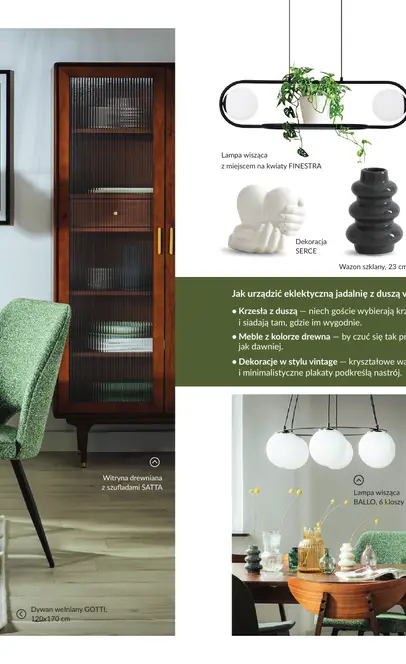 Lampa wisząca
z miejscem na kwiaty FINESTRA
Dekoracja
SERCE
Wazon szklany, 23 cm
Jak urządzić eklektyczną jadalnię z duszą
• Krzesła z duszą — niech goście wybierają
i siadają tam, gdzie im wygodnie.
• Meble z kolorze drewna — by czuć się tak
jak dawniej.
• Dekoracje w stylu vintage — kryształowe
i minimalistyczne plakaty podkreślą nastrój.
Witryna drewniana
z szufladami SATTA
Lampa wisząca
BALLO, 6 kloszy
Dywan wełniany GOTTI,
120x170 cm